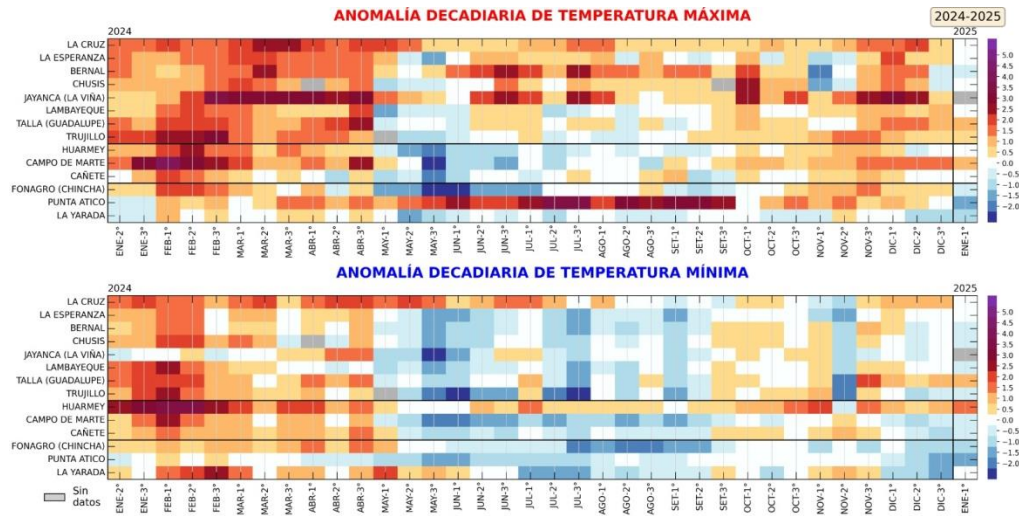 ANOMALÍA DECADIARIA DE TEMPERATURA MÁXIMA
2024-2025
2024
2025
LA CRUZ
LA ESPERANZA
BERNAL
CHUSIS
JAYANCA (LA VIÑA)
LAMBAYEQUE
TALLA (GUADALUPE)
TRUJILLO
HUARMEY
CAMPO DE MARTE
CAÑETE
FONAGRO (CHINCHA)
PUNTA ATICO
LA YARADA
5.0
4.5
4.0
3.5
3.0
2.5
2.0
1.5
1.0
0.5
0.0
−0.5
−1.0
−1.5
−2.0
ENE-2° ENE-3° FEB-1° FEB-2° FEB-3° MAR-1° MAR-2° MAR-3° ABR-1° ABR-2° ABR-3° MAY-1° MAY-2° MAY-3° JUN-1° JUN-2° JUN-3° JUL-1° JUL-2° JUL-3° AGO-1° AGO-2° AGO-3° SET-1° SET-2° SET-3° OCT-1° OCT-2° OCT-3° NOV-1° NOV-2° NOV-3° DIC-1° DIC-2° DIC-3° ENE-1°
ANOMALÍA DECADIARIA DE TEMPERATURA MÍNIMA
2024
2025
LA CRUZ
LA ESPERANZA
BERNAL
CHUSIS
JAYANCA (LA VIÑA)
LAMBAYEQUE
TALLA (GUADALUPE)
TRUJILLO
HUARMEY
CAMPO DE MARTE
CAÑETE
FONAGRO (CHINCHA)
PUNTA ATICO
LA YARADA
5.0
4.5
4.0
3.5
3.0
2.5
2.0
1.5
1.0
0.5
0.0
−0.5
−1.0
−1.5
−2.0
ENE-2° ENE-3° FEB-1° FEB-2° FEB-3° MAR-1° MAR-2° MAR-3° ABR-1° ABR-2° ABR-3° MAY-1° MAY-2° MAY-3° JUN-1° JUN-2° JUN-3° JUL-1° JUL-2° JUL-3° AGO-1° AGO-2° AGO-3° SET-1° SET-2° SET-3° OCT-1° OCT-2° OCT-3° NOV-1° NOV-2° NOV-3° DIC-1° DIC-2° DIC-3° ENE-1°
Sin
datos